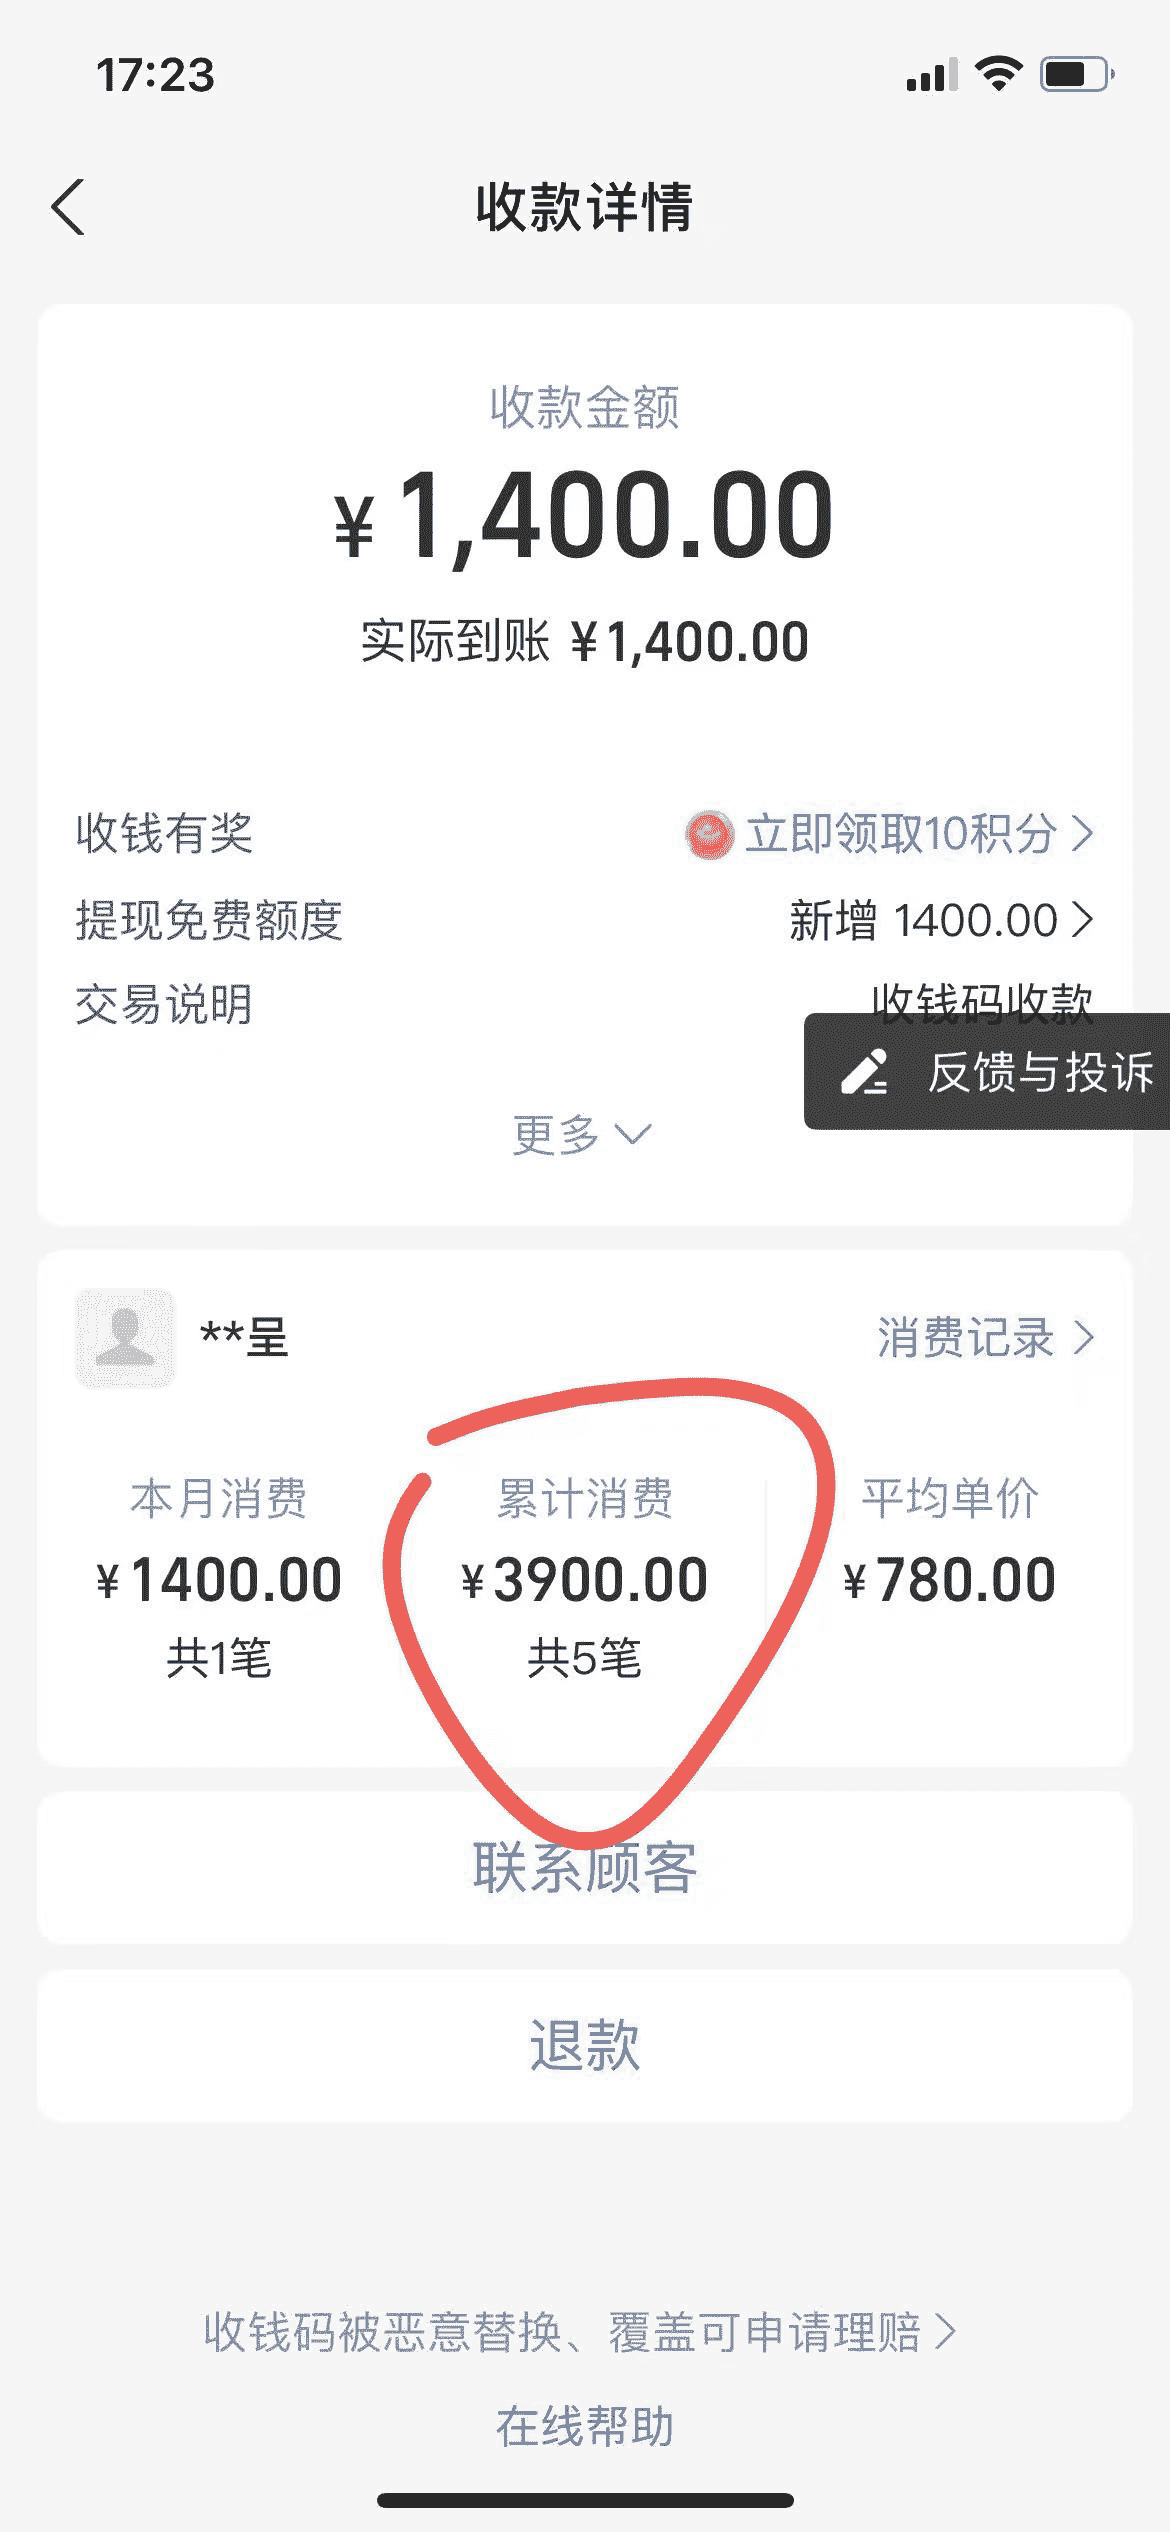 17:23
收款详情
收款金额
¥1,400.00
实际到账 ¥1,400.00
收钱有奖 立即领取10积分
提现免费额度 新增 1400.00
交易说明 收钱码收款
反馈与投诉
更多
**呈 消费记录
本月消费 累计消费 平均单价
¥1400.00 ¥3900.00 ¥780.00
共1笔 共5笔
联系顾客
退款
收钱码被恶意替换、覆盖可申请理赔
在线帮助